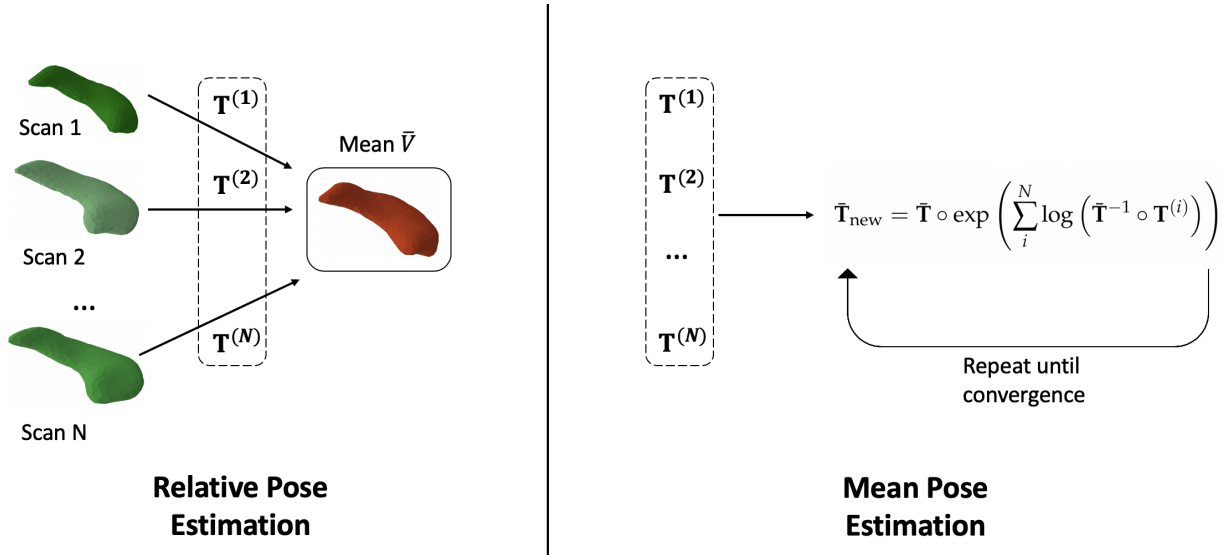 Scan 1
Scan 2
...
Scan N
T^(1)
T^(2)
T^(N)
Mean V̄
Relative Pose
Estimation
T^(1)
T^(2)
...
T^(N)
T̄_new = T̄ ∘ exp ( ∑_i^N log ( T̄^−1 ∘ T^(i) ) )
Repeat until
convergence
Mean Pose
Estimation